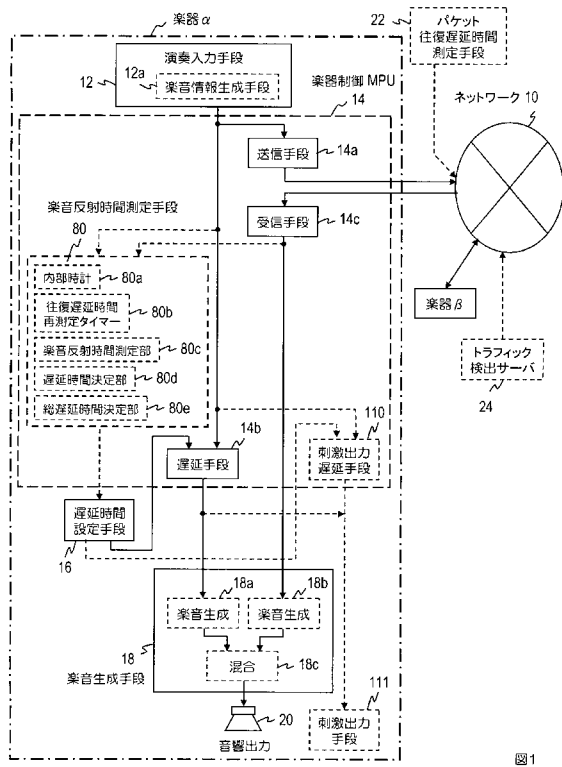 楽器α
22
パケット
往復遅延時間
測定手段
演奏入力手段
12a
12
楽音情報生成手段
楽器制御MPU
14
ネットワーク 10
送信手段
14a
楽音反射時間測定手段
受信手段
14c
80
内部時計
80a
往復遅延時間
再測定タイマー
80b
楽音反射時間測定部
80c
遅延時間決定部
80d
総遅延時間決定部
80e
楽器β
トラフィック
検出サーバ
24
14b
遅延手段
110
刺激出力
遅延手段
遅延時間
設定手段
16
18a
18b
楽音生成
楽音生成
18
混合
18c
楽音生成手段
20
音響出力
111
刺激出力
手段
図1